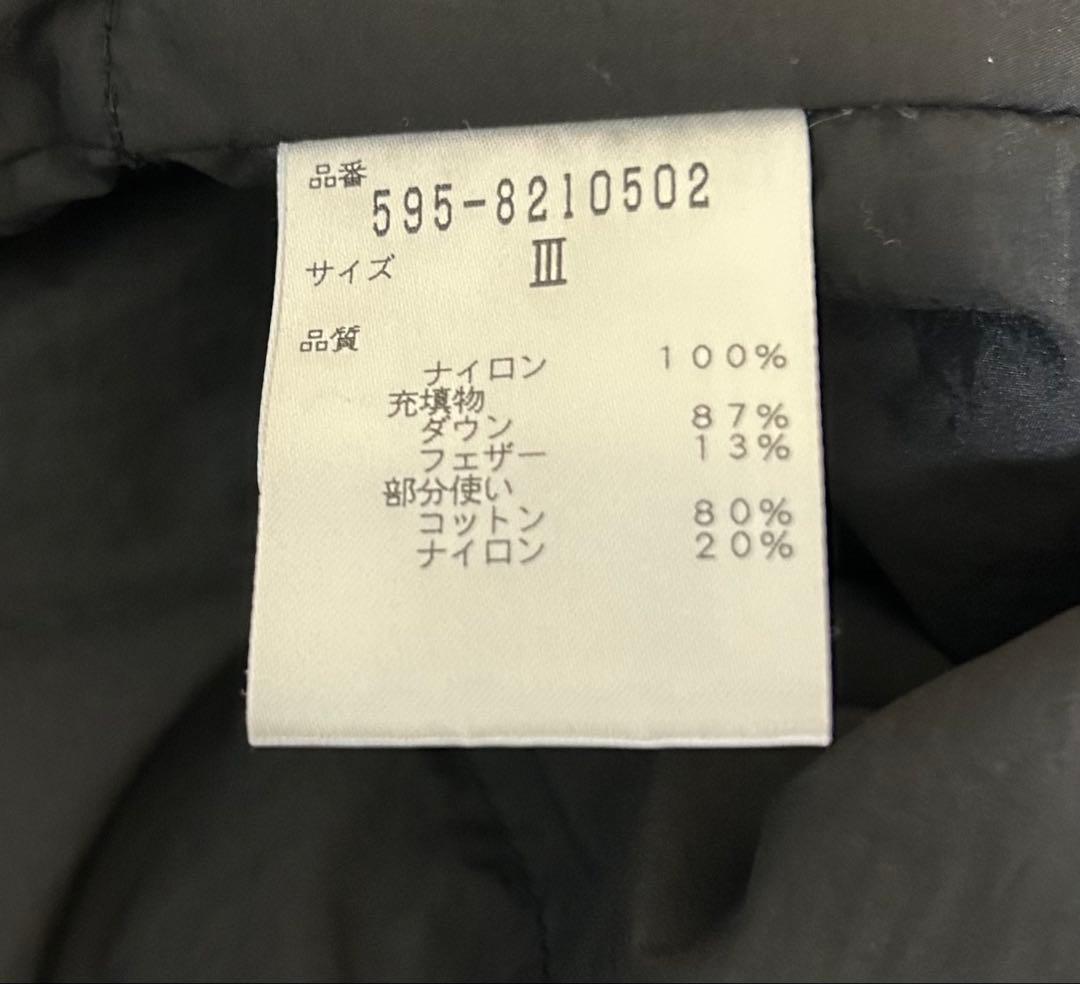 品番
595-8210502
サイズ Ⅲ
品質
ナイロン 100%
充填物
ダウン 87%
フェザー 13%
部分使い
コットン 80%
ナイロン 20%